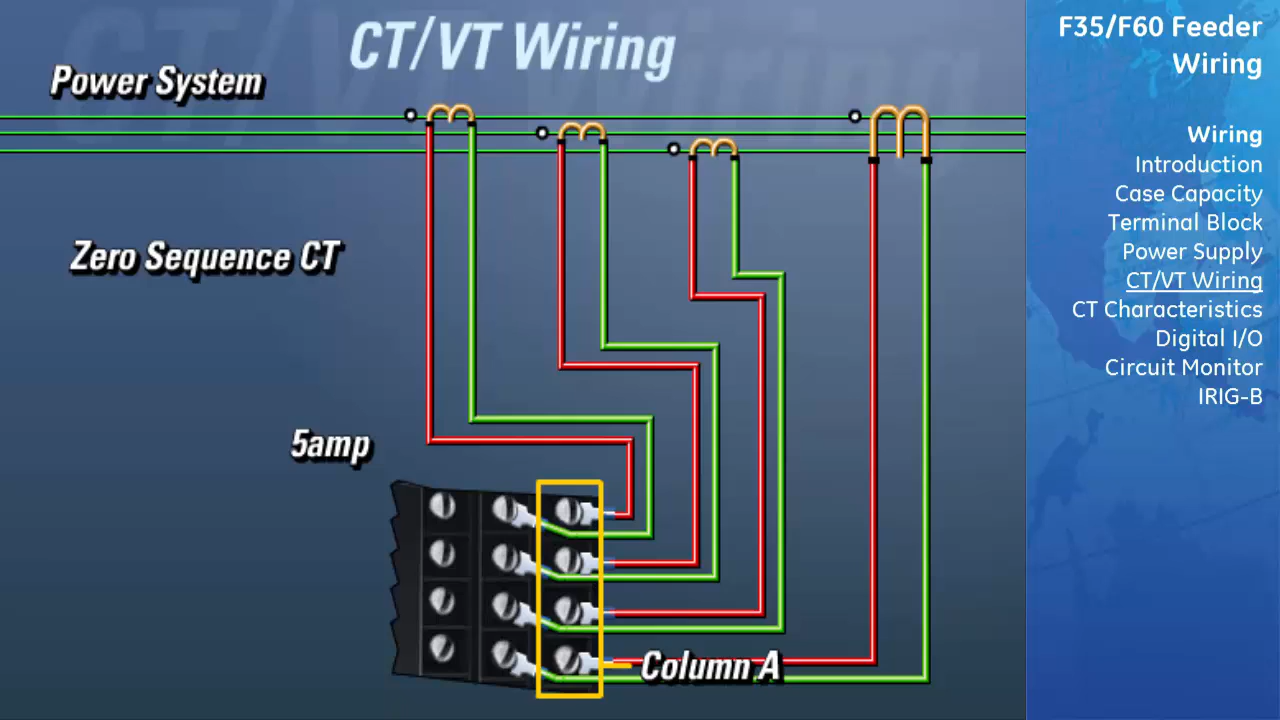 CT/VT Wiring
Power System
Zero Sequence CT
5amp
Column A
F35/F60 Feeder
Wiring
Wiring
Introduction
Case Capacity
Terminal Block
Power Supply
CT/VT Wiring
CT Characteristics
Digital I/O
Circuit Monitor
IRIG-B